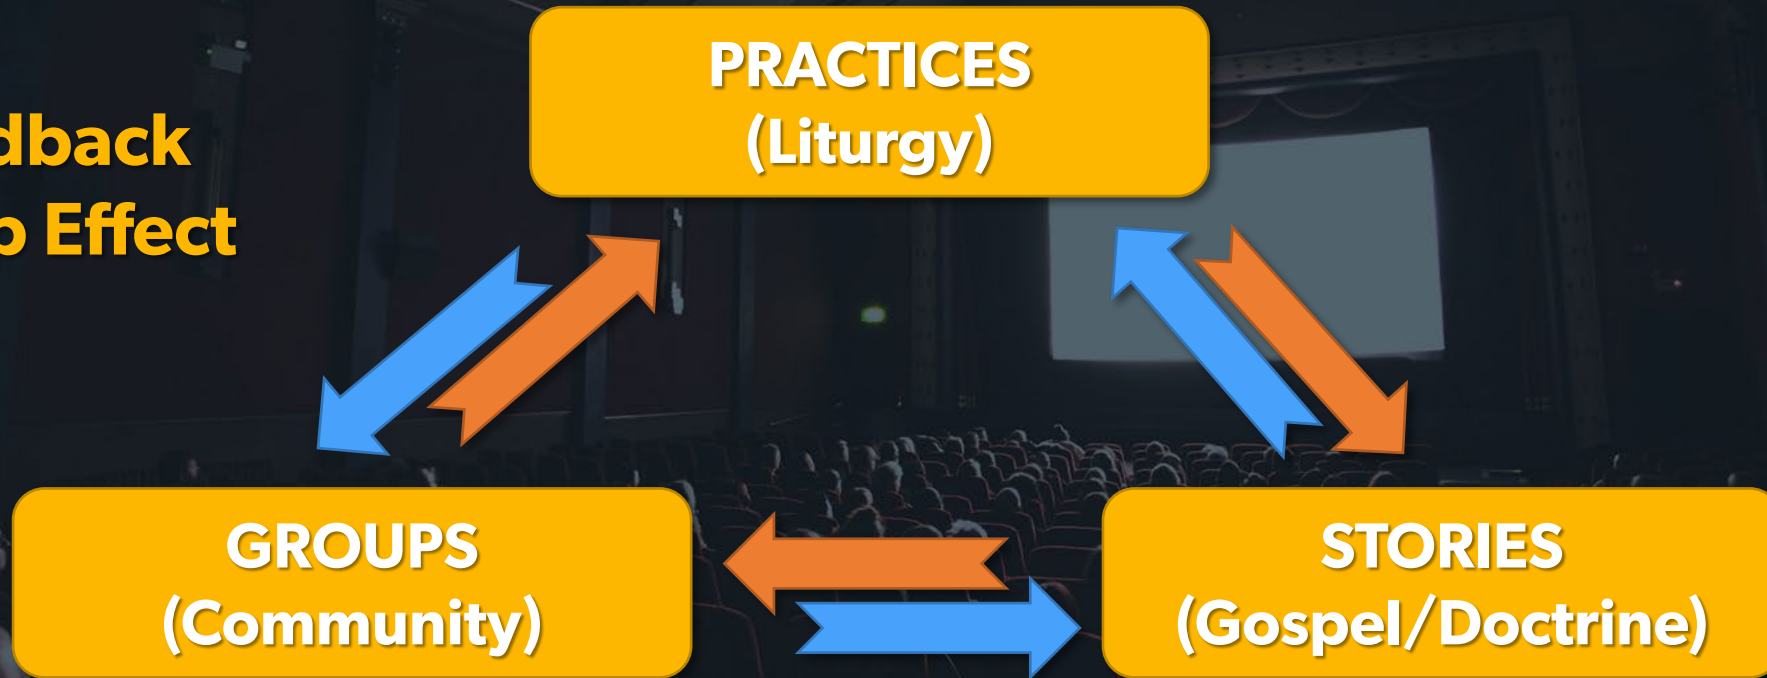 dback
p Effect
PRACTICES
(Liturgy)
GROUPS
(Community)
STORIES
(Gospel/Doctrine)